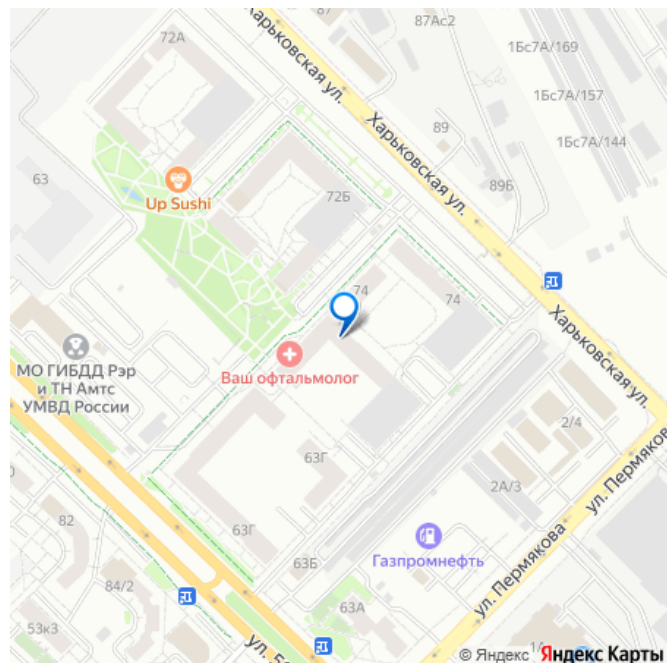 72А
87Ас2
1Бс7А/169
1Бс7А/157
1Бс7А/144
Харьковская ул.
Харьковская ул.
89
89Б
63
Up Sushi
72Б
74
74
Харьковская ул.
МО ГИБДД Рэр
и ТН Амтс
УМВД России
Ваш офтальмолог
2/4
63Г
2А/3
ул. Пермякова
82
63Г
63Б
Газпромнефть
ул. Пермякова
84/2
63А
53к3
© Яндекс Яндекс Карты